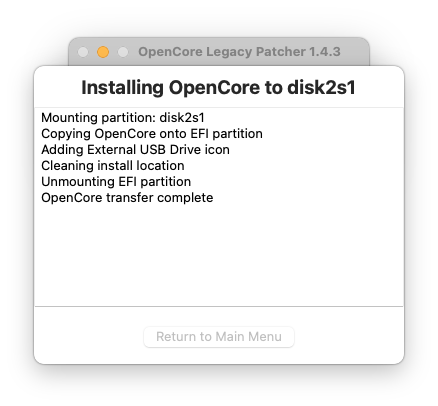 OpenCore Legacy Patcher 1.4.3
Installing OpenCore to disk2s1
Mounting partition: disk2s1
Copying OpenCore onto EFI partition
Adding External USB Drive icon
Cleaning install location
Unmounting EFI partition
OpenCore transfer complete
Return to Main Menu